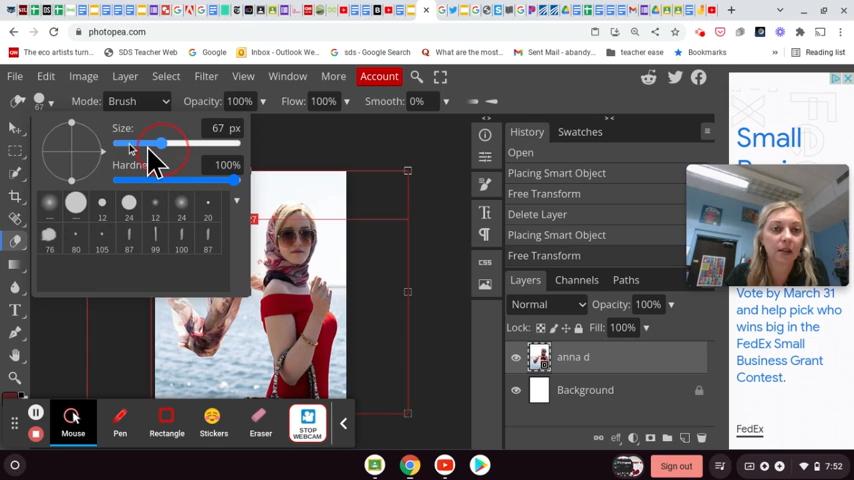 photopea.com
The eco artists turn...
SDS Teacher Web
Google
Inbox - Outlook We...
sds - Google Search
Qu What are the most...
Sent Mail - abandy...
teacher ease
Bookmarks
Reading list
File Edit Image Layer Select Filter View Window More Account
67
Mode: Brush Opacity: 100% Flow: 100% Smooth: 0%
Size: 67 px
Hardne 100%
--- --- 12 24 12 24 20
76 80 105 87 99 100 87
History Swatches
Open
Placing Smart Object
Free Transform
Delete Layer
Placing Smart Object
Free Transform
CSS
Layers Channels Paths
Normal Opacity: 100%
Lock: Fill: 100%
anna d
Background
eff
Small
Vote by March 31
and help pick who
wins big in the
FedEx Small
Business Grant
Contest.
FedEx
Mouse Pen Rectangle Stickers Eraser STOP WEBCAM
Sign out 7:52